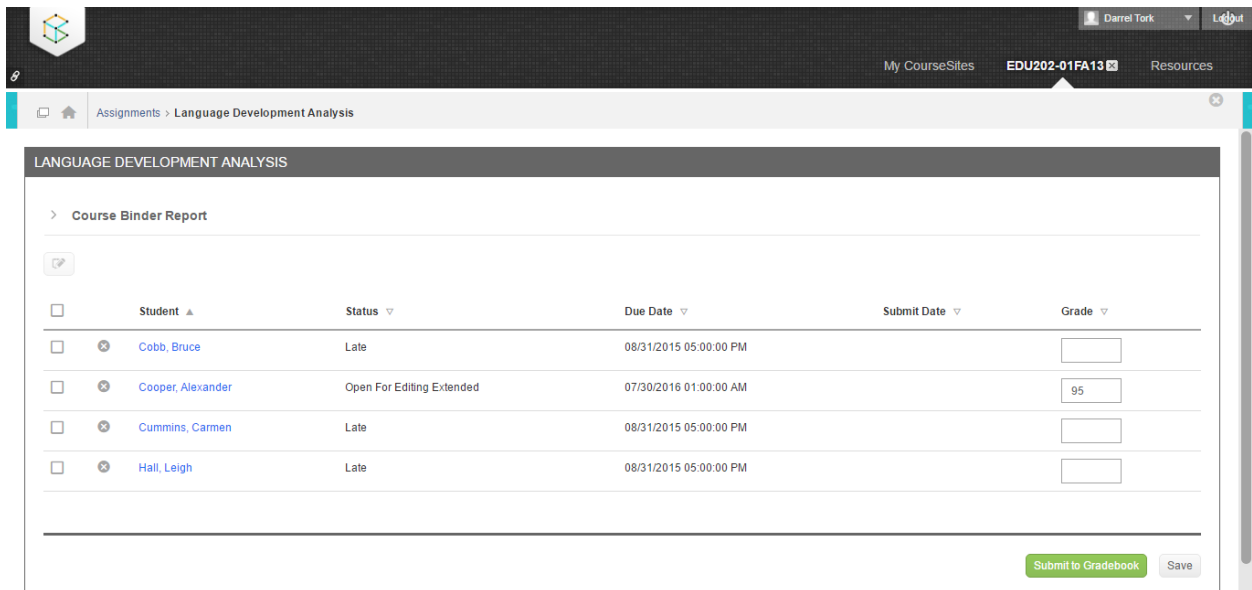 Darrel Tork Logout
My CourseSites EDU202-01FA13 Resources
Assignments > Language Development Analysis
LANGUAGE DEVELOPMENT ANALYSIS
Course Binder Report
Student Status Due Date Submit Date Grade
Cobb, Bruce Late 08/31/2015 05:00:00 PM
Cooper, Alexander Open For Editing Extended 07/30/2016 01:00:00 AM 95
Cummins, Carmen Late 08/31/2015 05:00:00 PM
Hall, Leigh Late 08/31/2015 05:00:00 PM
Submit to Gradebook Save